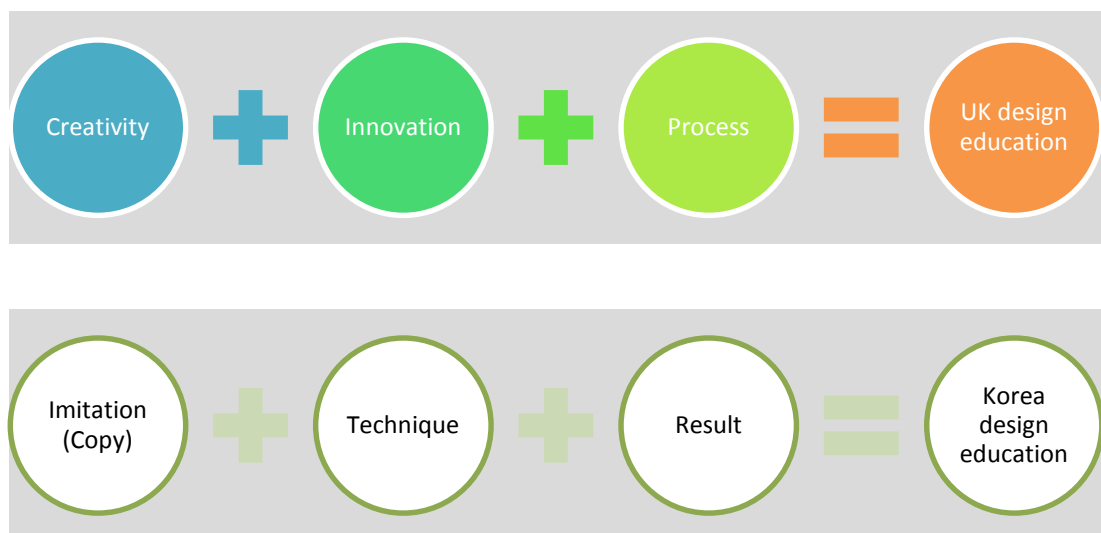 Creativity
Innovation
Process
UK design
education
Imitation
(Copy)
Technique
Result
Korea
design
education